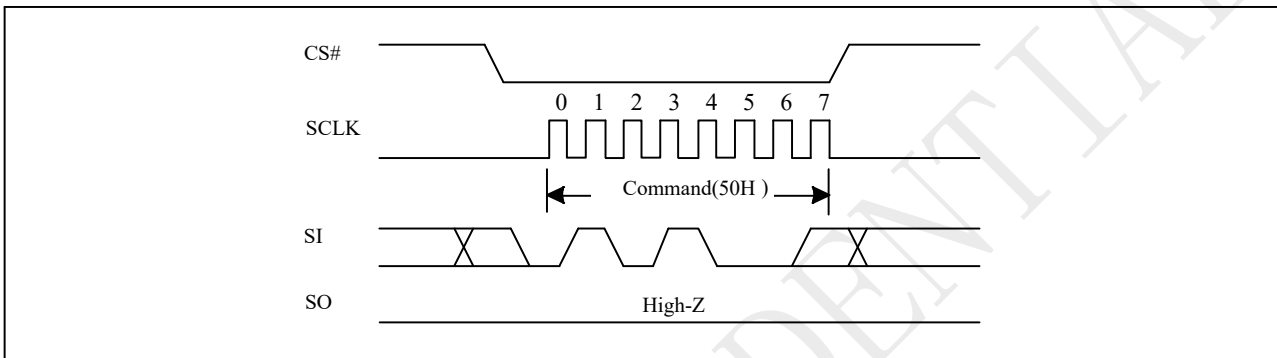 CS#
0 1 2 3 4 5 6 7
SCLK
Command(50H )
SI
SO High-Z